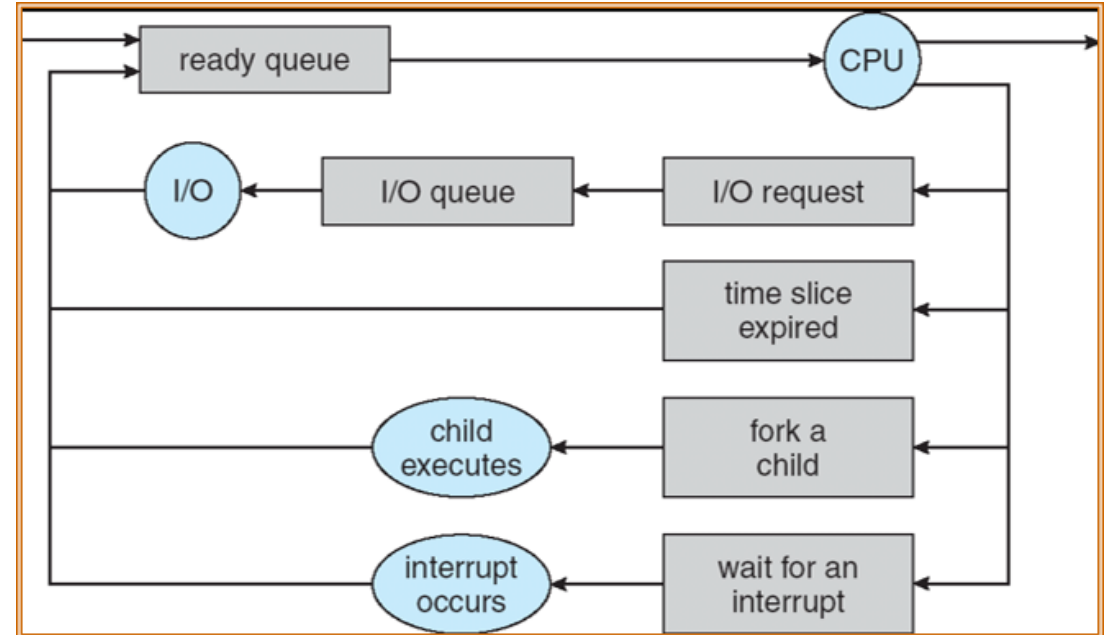 ready queue
CPU
I/O
I/O queue
I/O request
time slice
expired
child
executes
fork a
child
interrupt
occurs
wait for an
interrupt